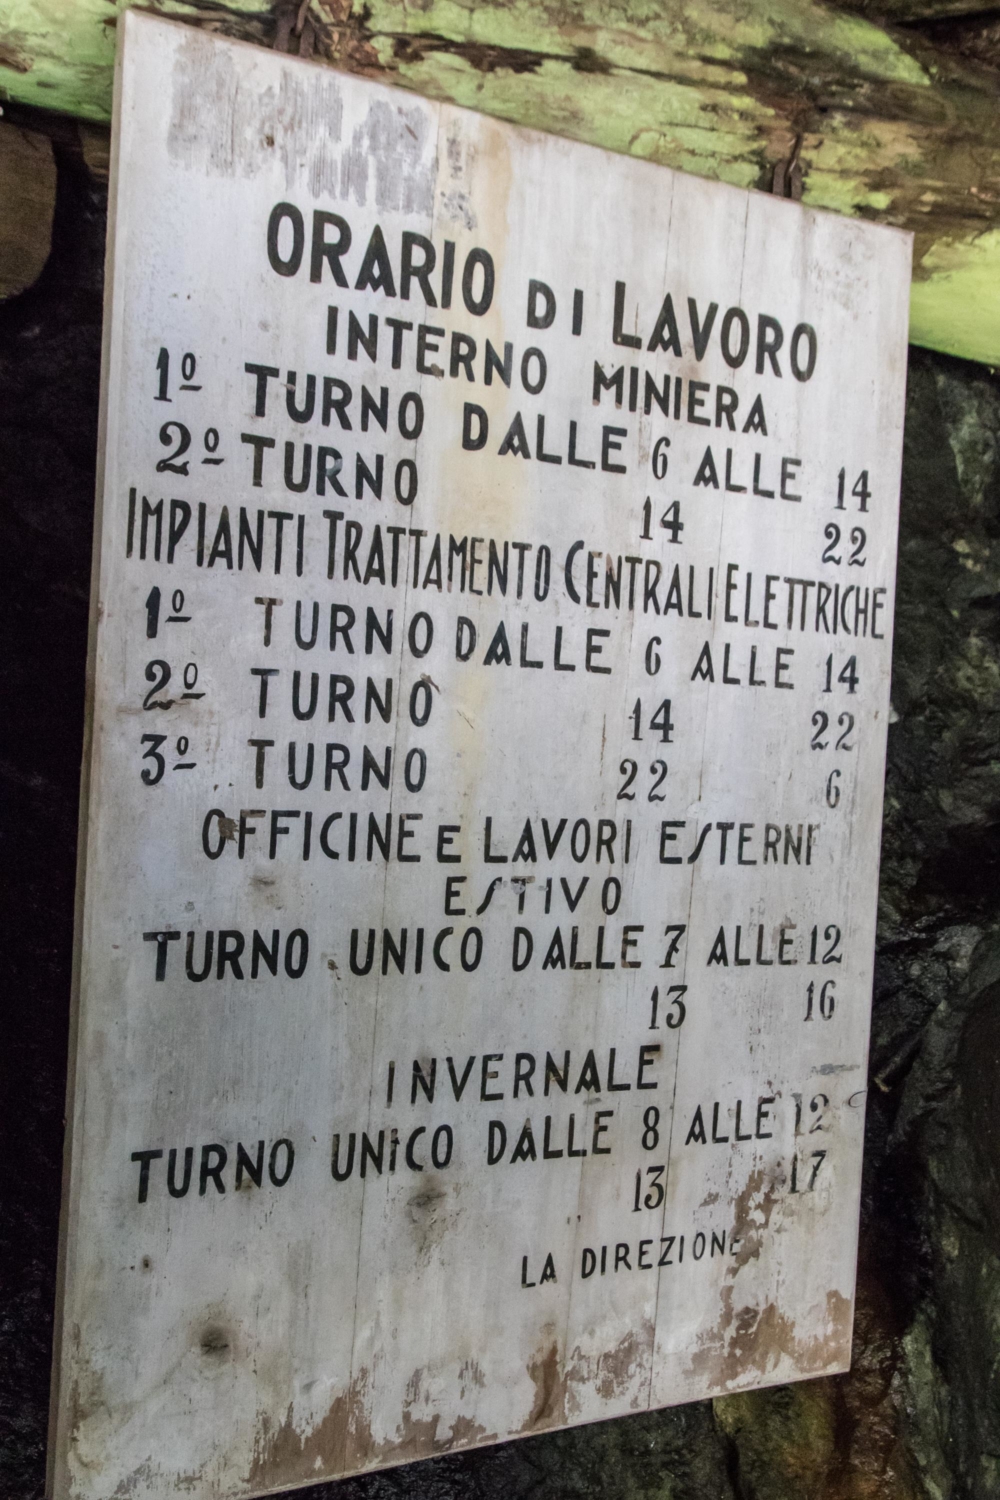 ORARIO DI LAVORO
INTERNO MINIERA
1º TURNO DALLE 6 ALLE 14
2º TURNO 14 22
IMPIANTI TRATTAMENTO CENTRALI ELETTRICHE
1º TURNO DALLE 6 ALLE 14
2º TURNO 14 22
3º TURNO 22 6
OFFICINE E LAVORI ESTERNI
ESTIVO
TURNO UNICO DALLE 7 ALLE 12
13 16
INVERNALE
TURNO UNICO DALLE 8 ALLE 12
13 17
LA DIREZIONE